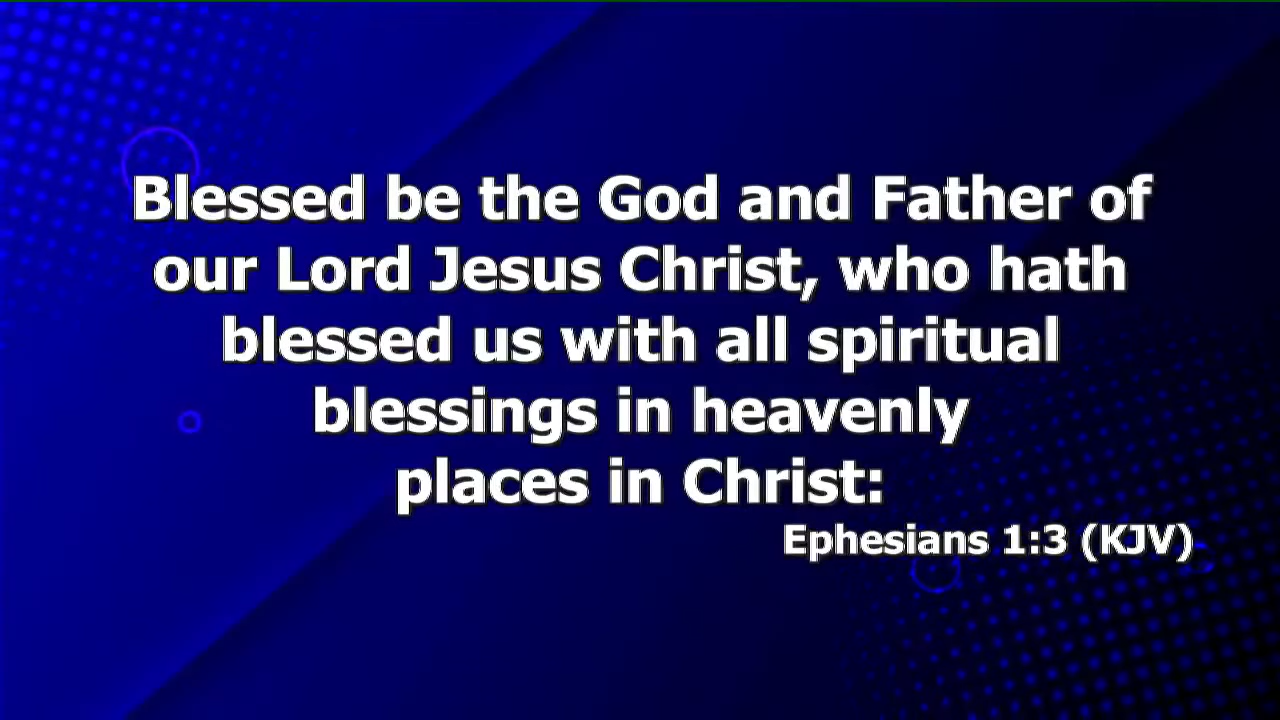 Blessed be the God and Father of
our Lord Jesus Christ, who hath
blessed us with all spiritual
blessings in heavenly
places in Christ:
Ephesians 1:3 (KJV)